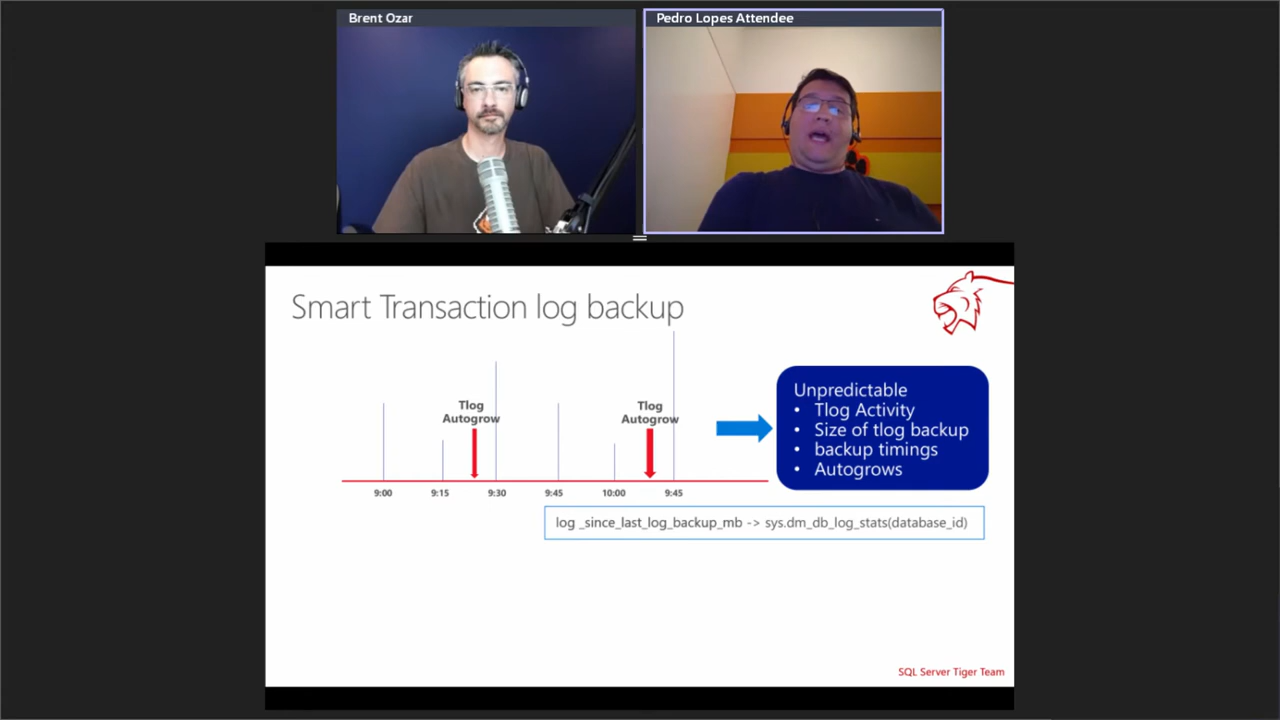 Brent Ozar
Pedro Lopes Attendee
Smart Transaction log backup
Tlog
Autogrow
Tlog
Autogrow
9:00
9:15
9:30
9:45
10:00
9:45
Unpredictable
• Tlog Activity
• Size of tlog backup
• backup timings
• Autogrows
log _since_last_log_backup_mb -> sys.dm_db_log_stats(database_id)
SQL Server Tiger Team